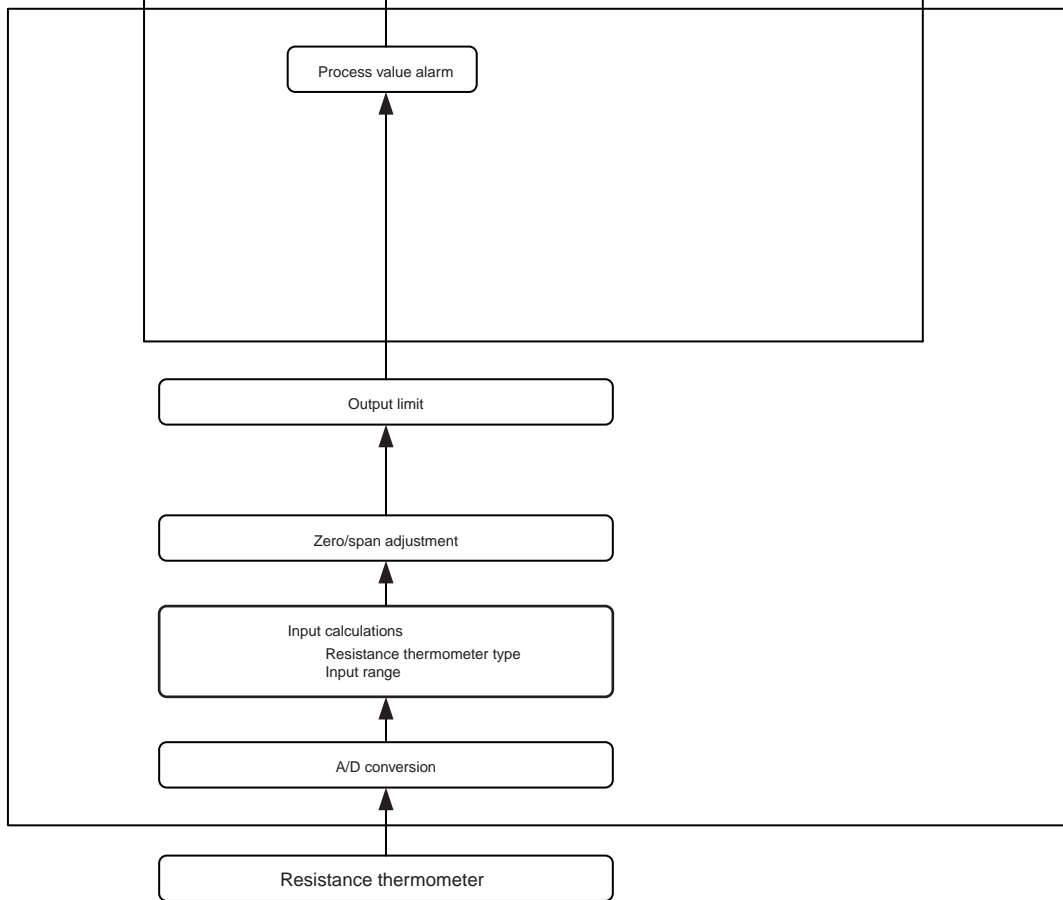 Process value alarm
Output limit
Zero/span adjustment
Input calculations
Resistance thermometer type
Input range
A/D conversion
Resistance thermometer